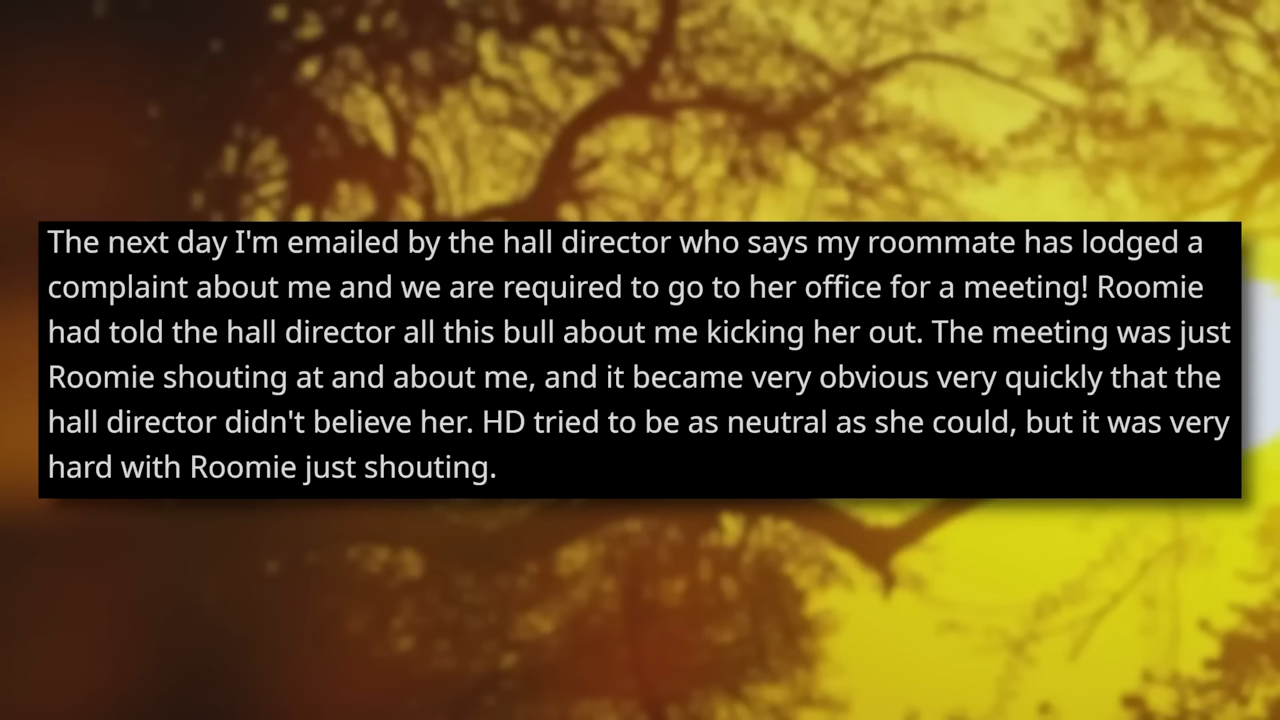 The next day I'm emailed by the hall director who says my roommate has lodged a
complaint about me and we are required to go to her office for a meeting! Roomie
had told the hall director all this bull about me kicking her out. The meeting was just
Roomie shouting at and about me, and it became very obvious very quickly that the
hall director didn't believe her. HD tried to be as neutral as she could, but it was very
hard with Roomie just shouting.